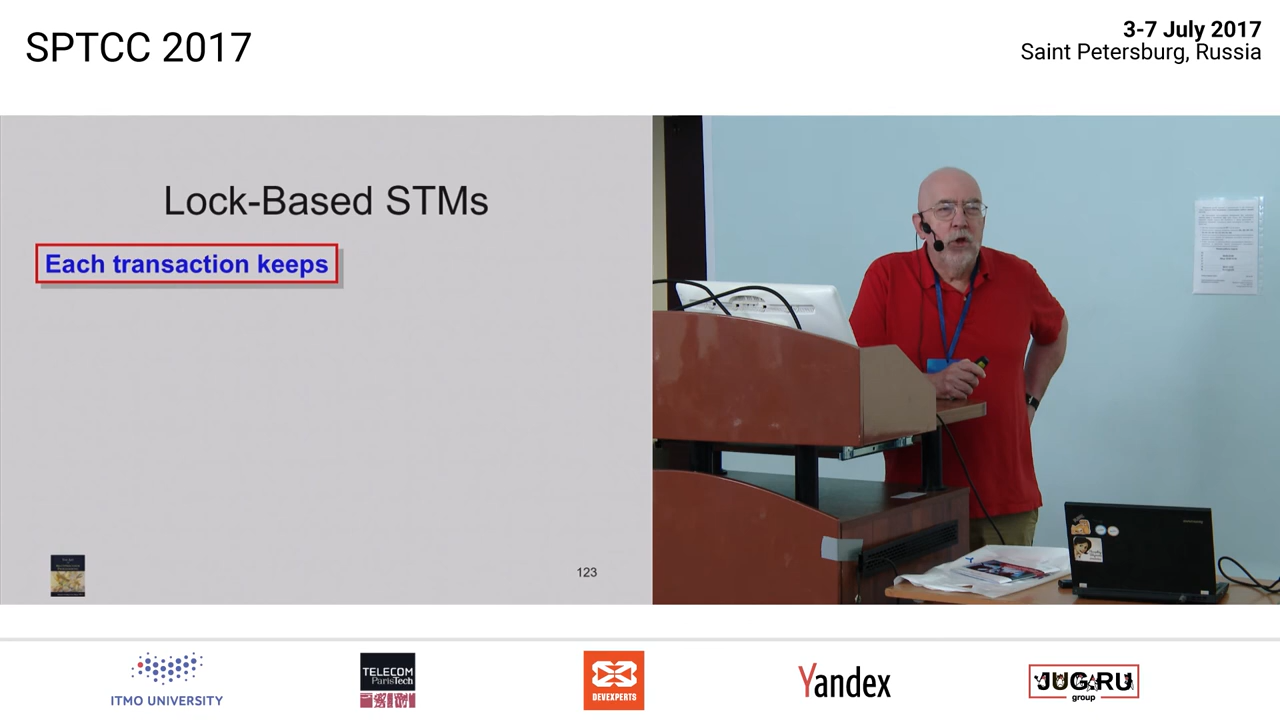 SPTCC 2017
3-7 July 2017
Saint Petersburg, Russia
Lock-Based STMs
Each transaction keeps
123
ITMO UNIVERSITY
TELECOM
ParisTech
DEVEXPERTS
Yandex
JUG.RU
group